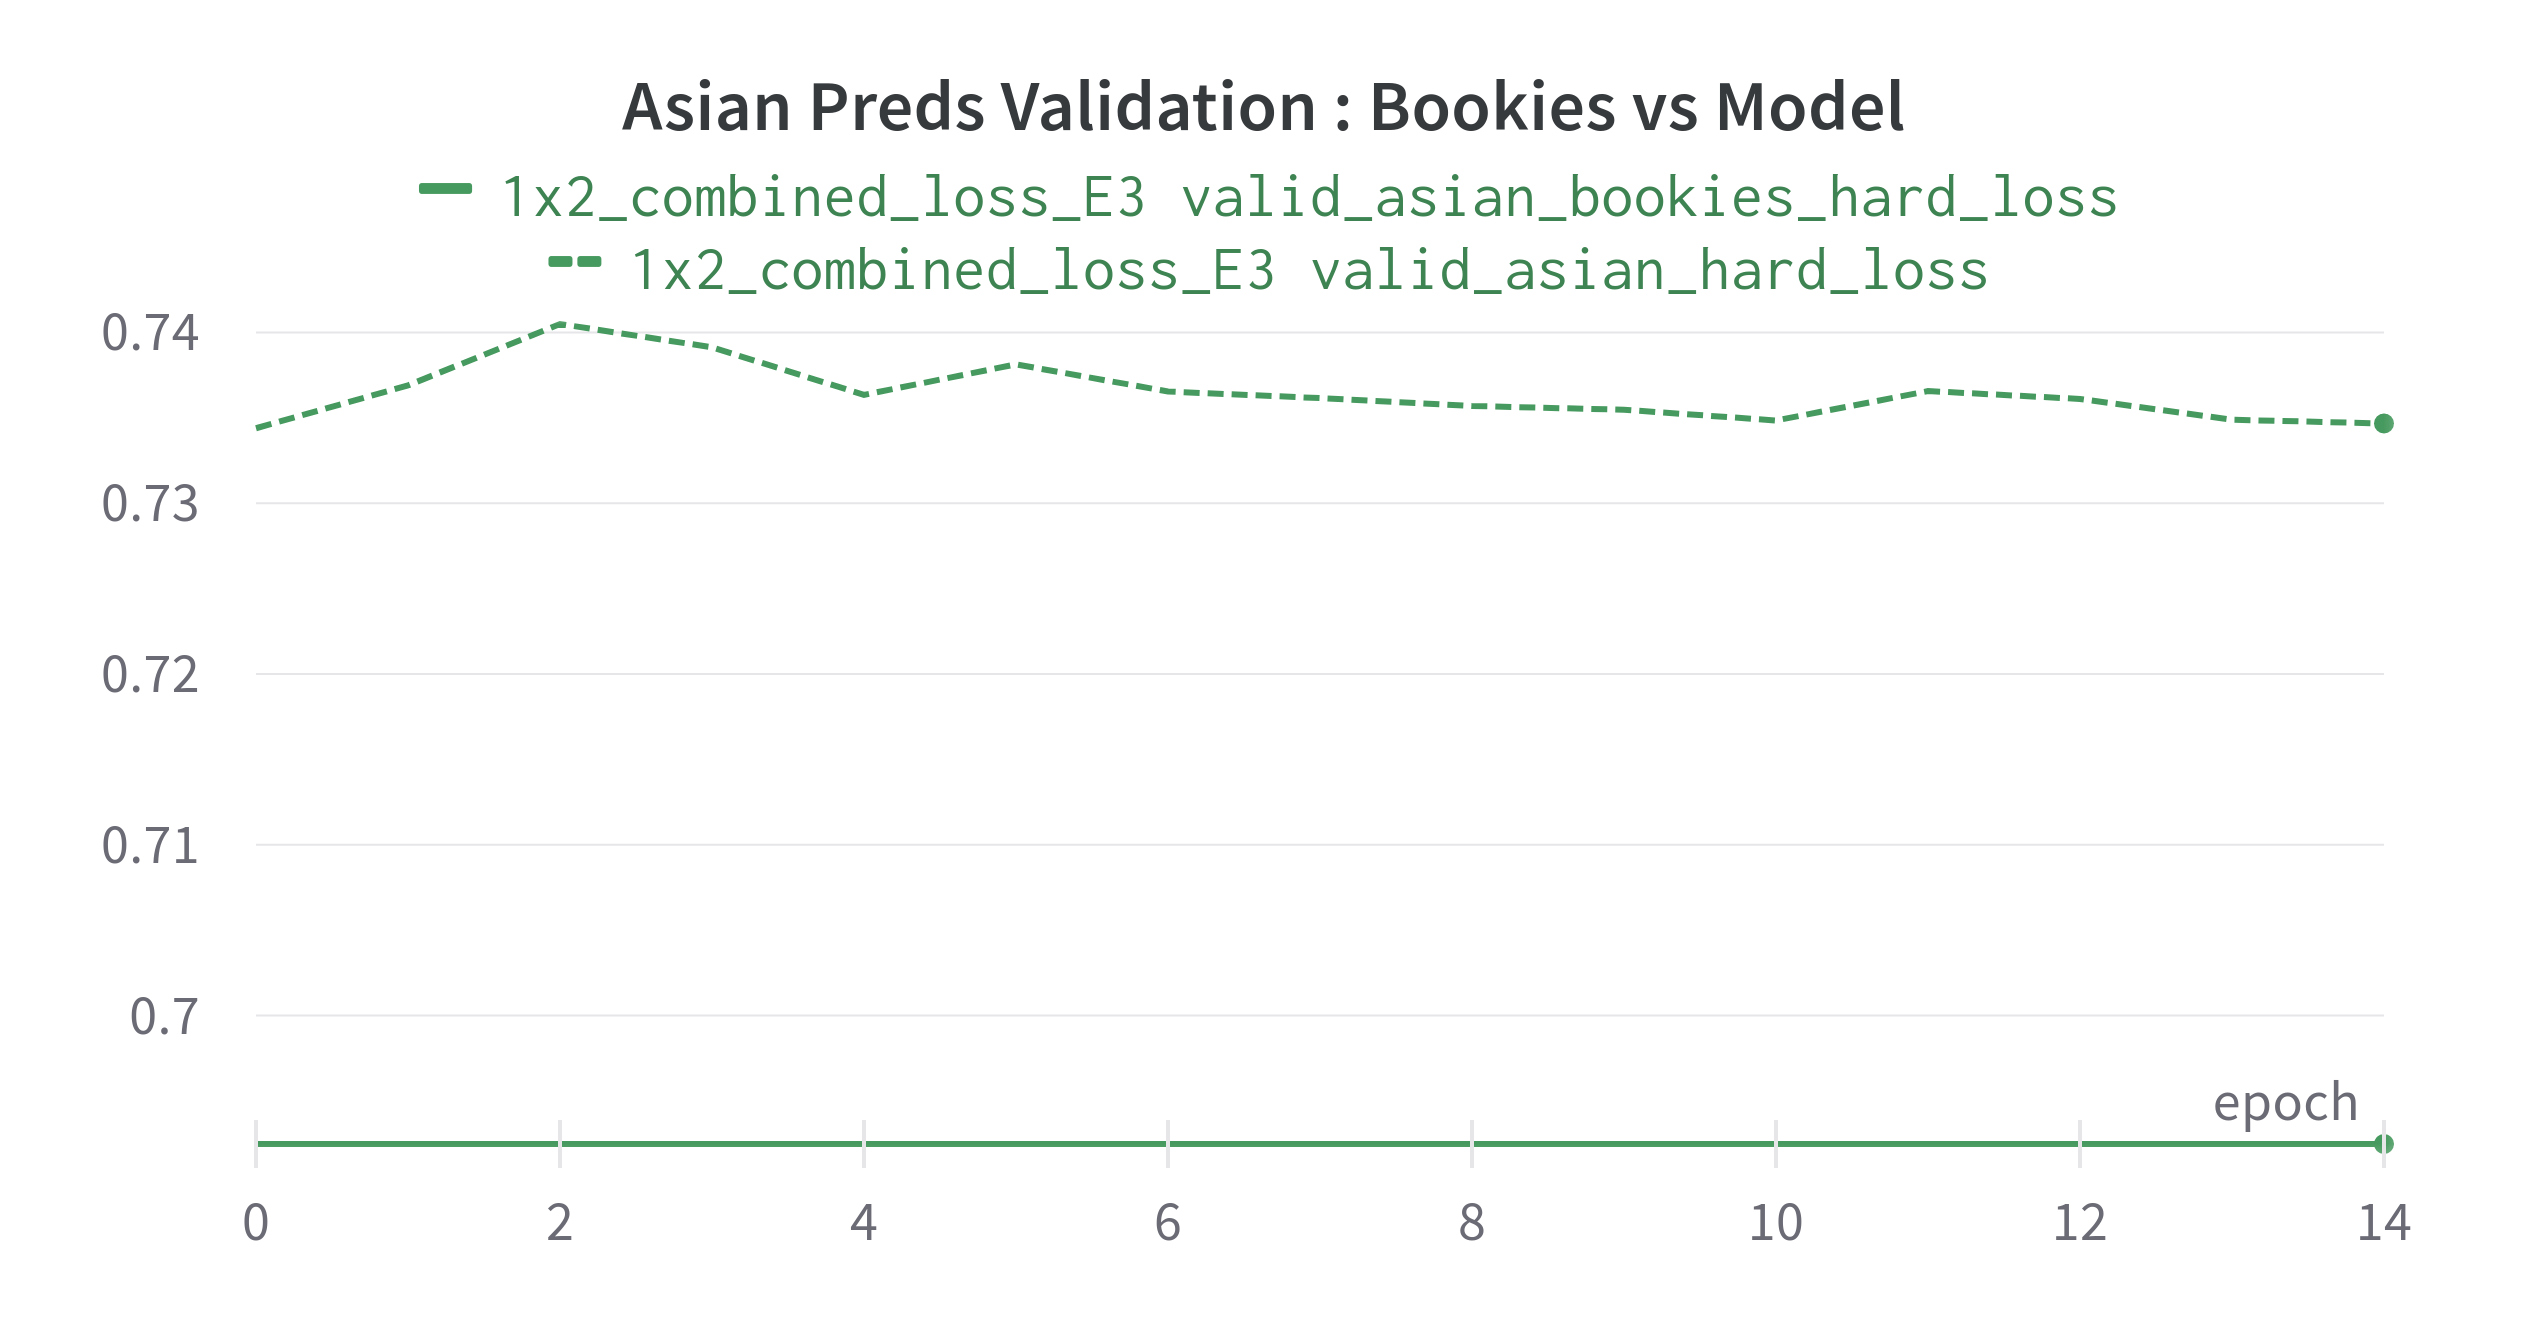 Asian Preds Validation : Bookies vs Model
1x2_combined_loss_E3 valid_asian_bookies_hard_loss
1x2_combined_loss_E3 valid_asian_hard_loss
0.74
0.73
0.72
0.71
0.7
epoch
0 2 4 6 8 10 12 14